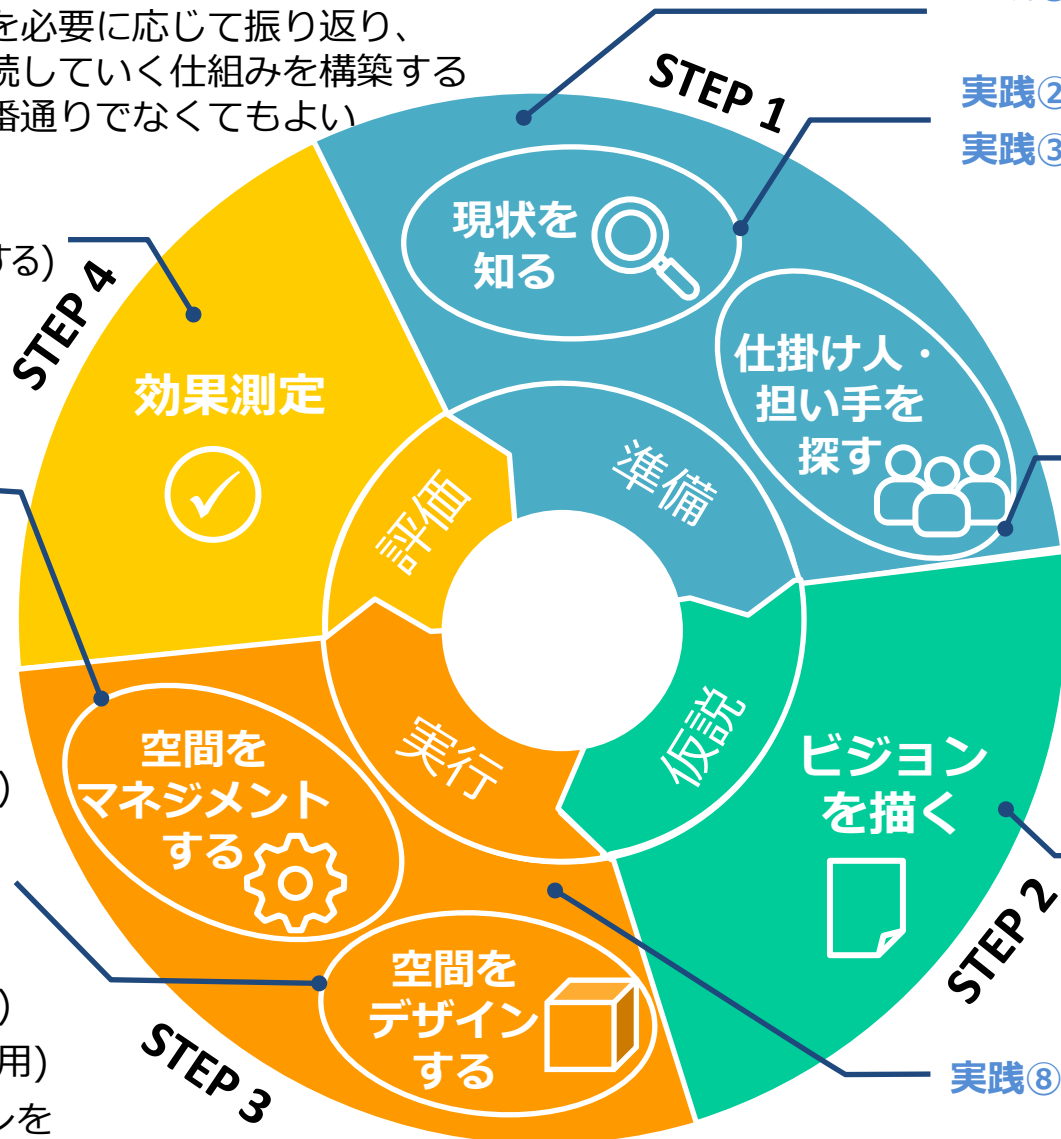 を必要に応じて振り返り、
続していく仕組みを構築する
番通りでなくてもよい
STEP 1
実践②
実践③
現状を
知る
仕掛け人・
担い手を
探す
する)
STEP 4
効果測定
準備
評価
実行
仮説
ビジョン
を描く
STEP 2
空間を
マネジメント
する
)
空間を
デザイン
する
STEP 3
)
用)
ンを
実践⑧